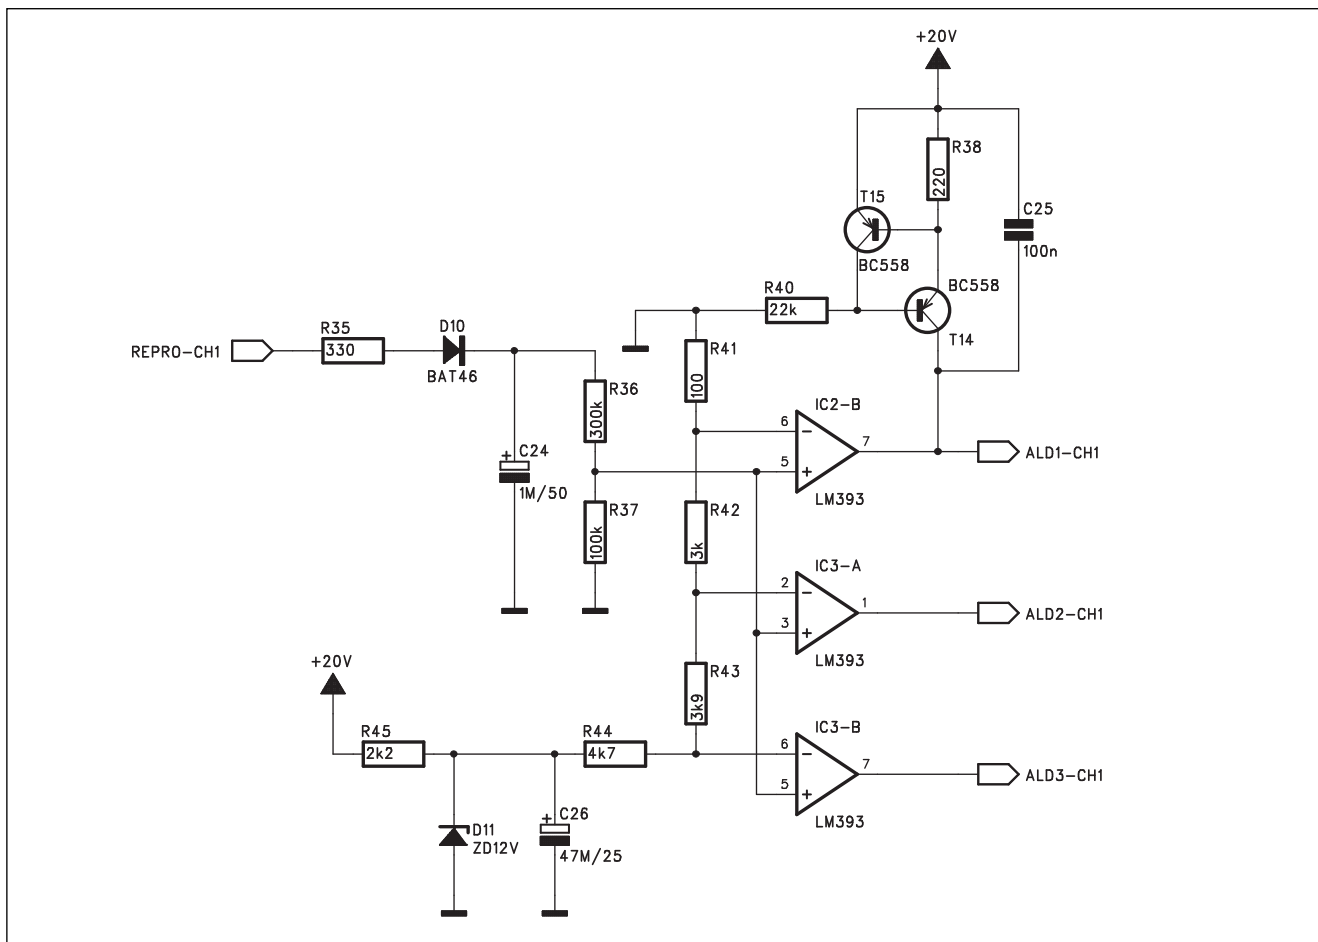 +20V
R38
220
T15
C25
100n
BC558
BC558
R40
22k
T14
R35
330
D10
BAT46
REPRO-CH1
R41
100
R36
300k
IC2-B
6
-
7
5
+
LM393
ALD1-CH1
+
C24
1M/50
R37
100k
R42
3k
IC3-A
2
-
1
3
+
LM393
ALD2-CH1
+20V
R43
3k9
R45
2k2
R44
4k7
IC3-B
6
-
7
5
+
LM393
ALD3-CH1
D11
ZD12V
+
C26
47M/25